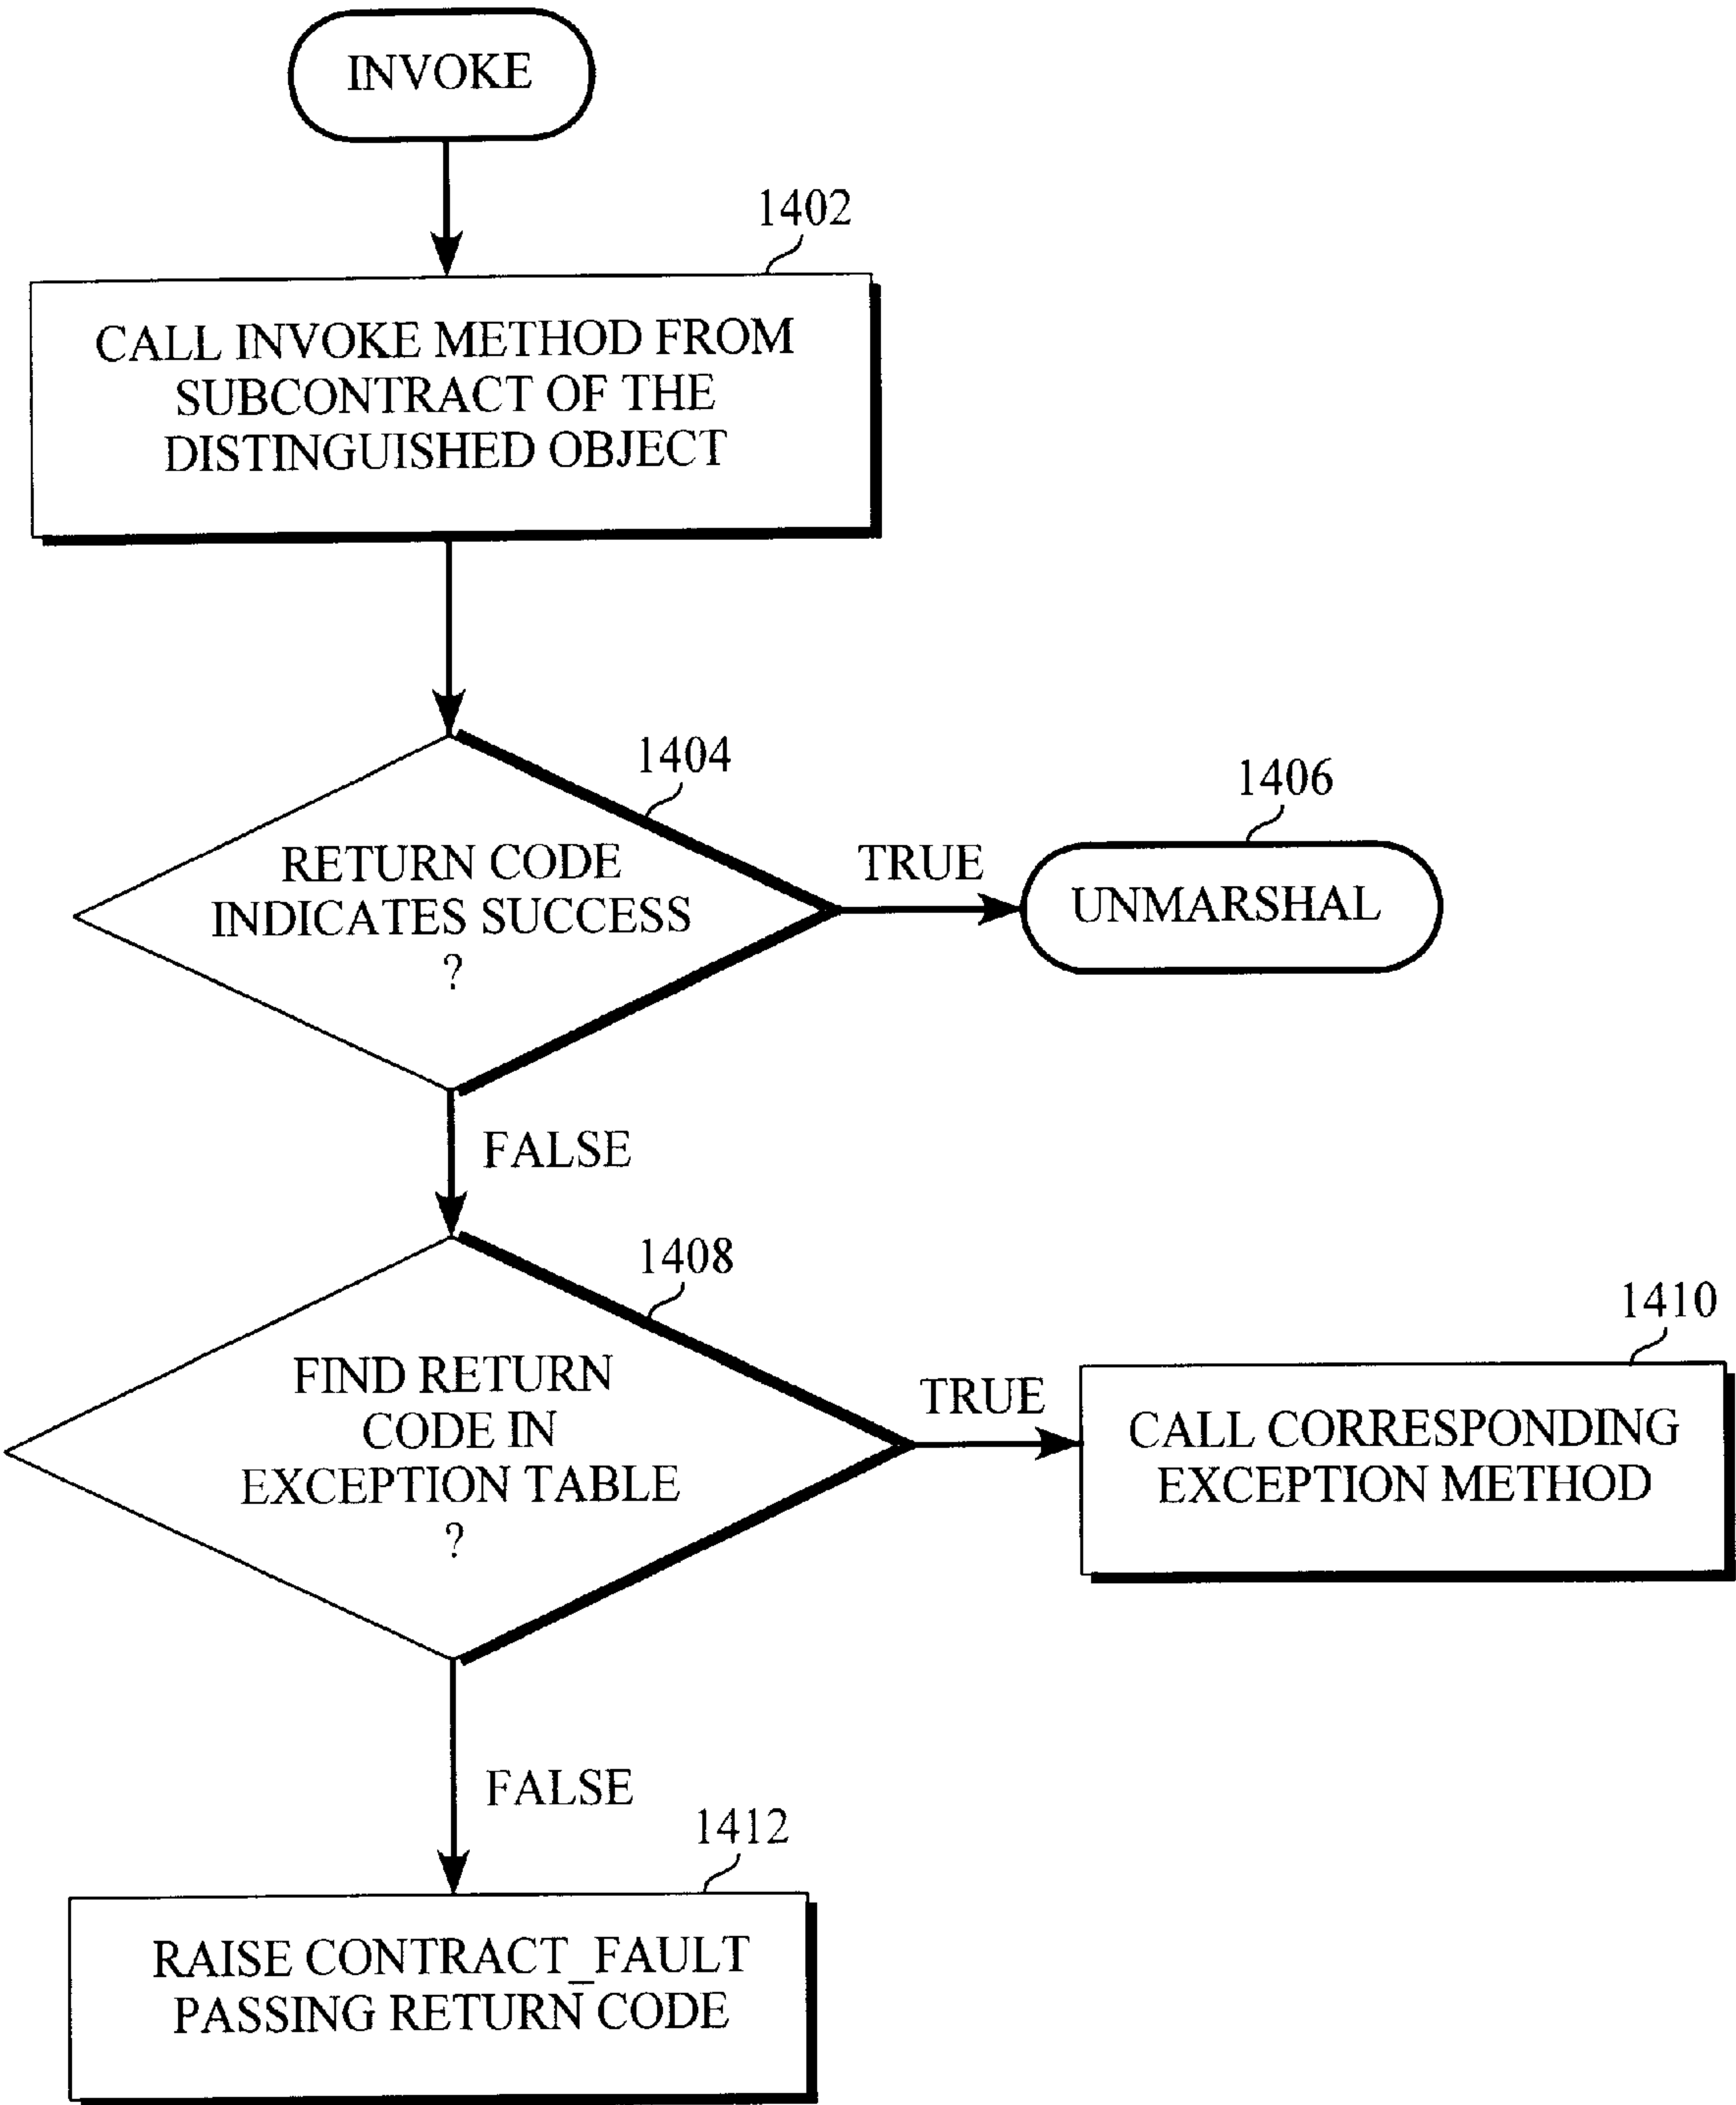 INVOKE
1402
CALL INVOKE METHOD FROM
SUBCONTRACT OF THE
DISTINGUISHED OBJECT
1404
RETURN CODE
INDICATES SUCCESS
?
TRUE
1406
UNMARSHAL
FALSE
1408
FIND RETURN
CODE IN
EXCEPTION TABLE
?
TRUE
1410
CALL CORRESPONDING
EXCEPTION METHOD
FALSE
1412
RAISE CONTRACT_FAULT
PASSING RETURN CODE